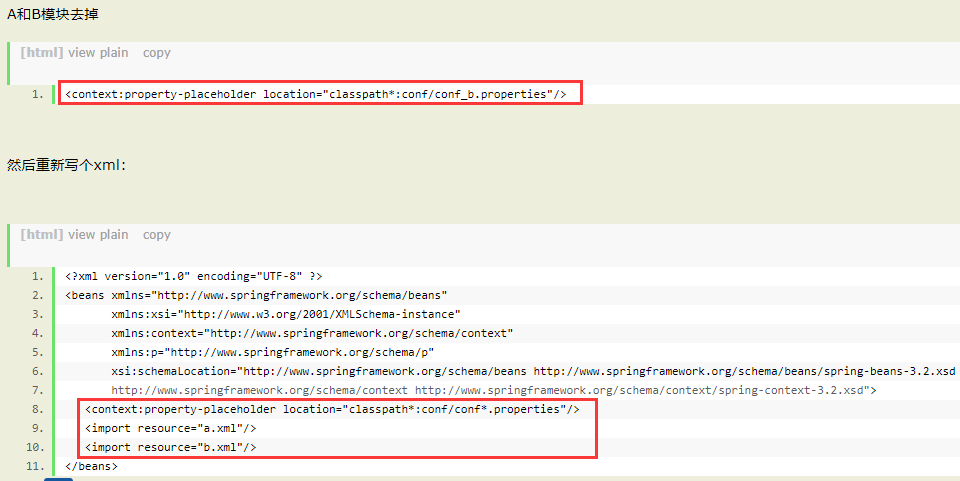 A和B模块去掉
[html] view plain copy
1. <context:property-placeholder location="classpath*:conf/conf_b.properties"/>
然后重新写个xml:
[html] view plain copy
1. <?xml version="1.0" encoding="UTF-8" ?>
2. <beans xmlns="http://www.springframework.org/schema/beans"
3. xmlns:xsi="http://www.w3.org/2001/XMLSchema-instance"
4. xmlns:context="http://www.springframework.org/schema/context"
5. xmlns:p="http://www.springframework.org/schema/p"
6. xsi:schemaLocation="http://www.springframework.org/schema/beans http://www.springframework.org/schema/beans/spring-beans-3.2.xsd
7. http://www.springframework.org/schema/context http://www.springframework.org/schema/context/spring-context-3.2.xsd">
8. <context:property-placeholder location="classpath*:conf/conf*.properties"/>
9. <import resource="a.xml"/>
10. <import resource="b.xml"/>
11. </beans>